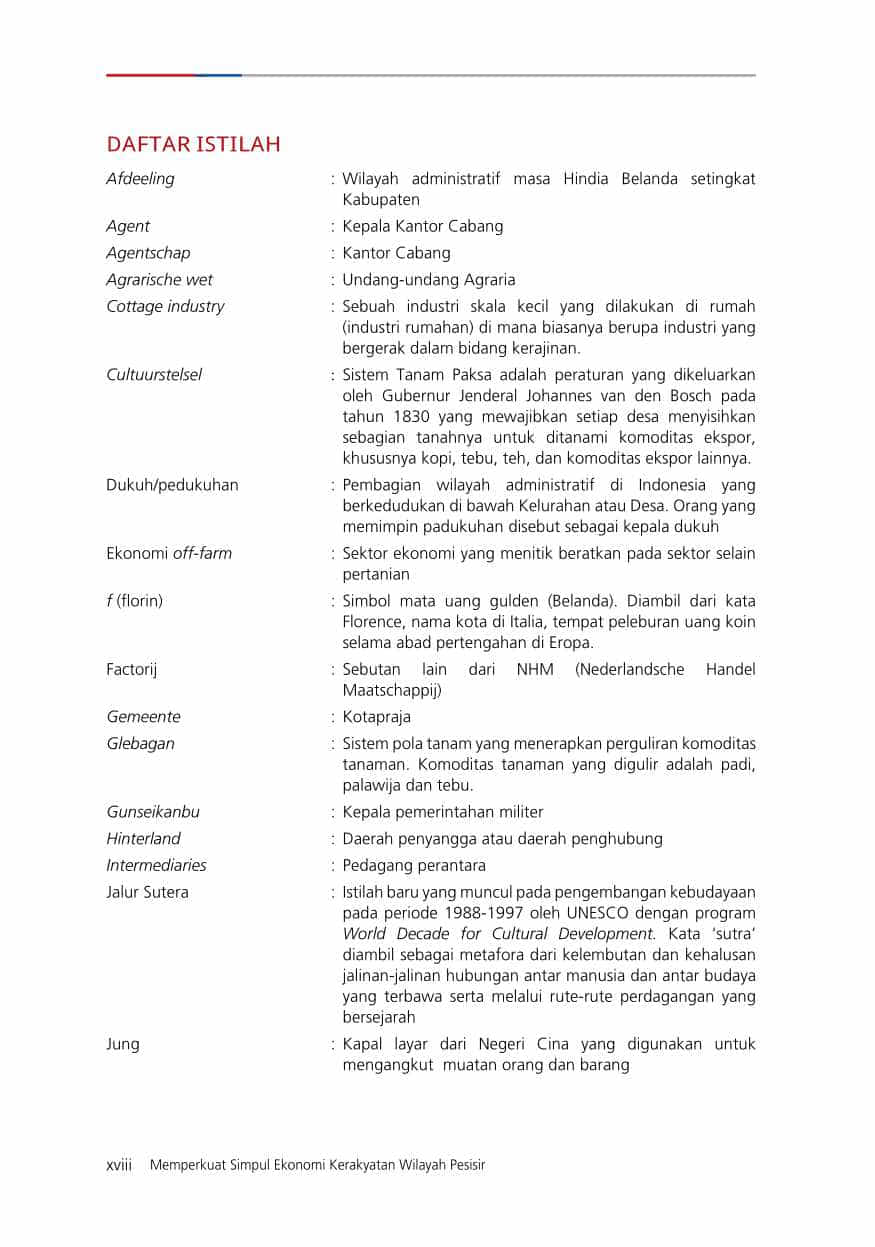 DAFTAR ISTILAH
Afdeeling : Wilayah administratif masa Hindia Belanda setingkat
Kabupaten
Agent : Kepala Kantor Cabang
Agentschap : Kantor Cabang
Agrarische wet : Undang-undang Agraria
Cottage industry : Sebuah industri skala kecil yang dilakukan di rumah
(industri rumahan) di mana biasanya berupa industri yang
bergerak dalam bidang kerajinan.
Cultuurstelsel : Sistem Tanam Paksa adalah peraturan yang dikeluarkan
oleh Gubernur Jenderal Johannes van den Bosch pada
tahun 1830 yang mewajibkan setiap desa menyisihkan
sebagian tanahnya untuk ditanami komoditas ekspor,
khususnya kopi, tebu, teh, dan komoditas ekspor lainnya.
Dukuh/pedukuhan : Pembagian wilayah administratif di Indonesia yang
berkedudukan di bawah Kelurahan atau Desa. Orang yang
memimpin padukuhan disebut sebagai kepala dukuh
Ekonomi off-farm : Sektor ekonomi yang menitik beratkan pada sektor selain
pertanian
f (florin) : Simbol mata uang gulden (Belanda). Diambil dari kata
Florence, nama kota di Italia, tempat peleburan uang koin
selama abad pertengahan di Eropa.
Factorij : Sebutan lain dari NHM (Nederlandsche Handel
Maatschappij)
Gemeente : Kotapraja
Glebagan : Sistem pola tanam yang menerapkan perguliran komoditas
tanaman. Komoditas tanaman yang digulir adalah padi,
palawija dan tebu.
Gunseikanbu : Kepala pemerintahan militer
Hinterland : Daerah penyangga atau daerah penghubung
Intermediaries : Pedagang perantara
Jalur Sutera : Istilah baru yang muncul pada pengembangan kebudayaan
pada periode 1988-1997 oleh UNESCO dengan program
World Decade for Cultural Development. Kata ‘sutra’
diambil sebagai metafora dari kelembutan dan kehalusan
jalinan-jalinan hubungan antar manusia dan antar budaya
yang terbawa serta melalui rute-rute perdagangan yang
bersejarah
Jung : Kapal layar dari Negeri Cina yang digunakan untuk
mengangkut muatan orang dan barang
xviii Memperkuat Simpul Ekonomi Kerakyatan Wilayah Pesisir